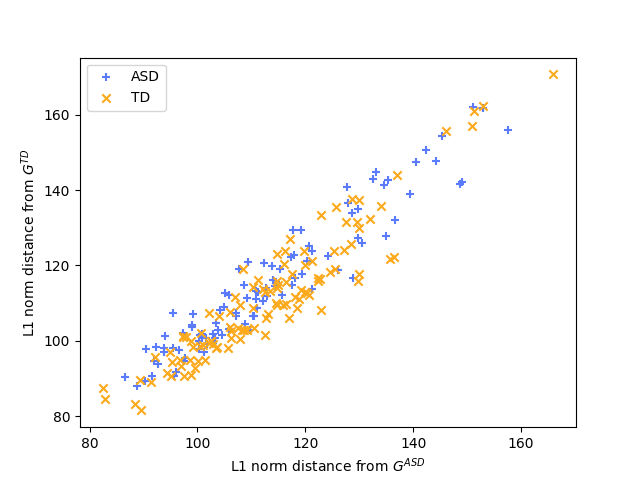 ASD
TD
160
140
120
100
80
L1 norm distance from G^{TD}
80 100 120 140 160
L1 norm distance from G^{ASD}